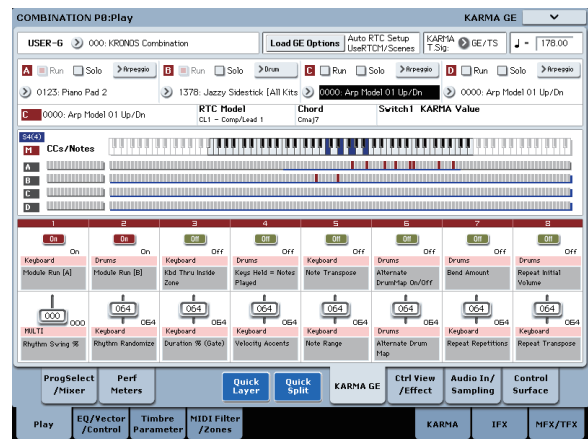 COMBINATION P0:Play KARMA GE
USER-G 000: KRONOS Combination Load GE Options Auto RTC Setup UseRTCM/Scenes KARMA T.Sig: GE/TS ♩ = 178.00
A Run Solo >Arpeggio B Run Solo >Drum C Run Solo >Arpeggio D Run Solo >Arpeggio
0123: Piano Pad 2 1378: Jazzy Sidestick [All Kits 0000: Arp Model 01 Up/Dn 0000: Arp Model 01 Up/Dn
C 0000: Arp Model 01 Up/Dn RTC Model CL1 - Comp/Lead 1 Chord Cmaj7 Switch1 KARMA Value
S4(4)
M CCs/Notes
A
B
C
D
1 2 3 4 5 6 7 8
On On Off Off Off Off Off Off
On On Off Off Off Off Off Off
Keyboard Drums Keyboard Drums Keyboard Drums Keyboard Drums
Module Run [A] Module Run [B] Kbd Thru Inside Zone Keys Held = Notes Played Note Transpose Alternate DrumMap On/Off Bend Amount Repeat Initial Volume
000 064 064 064 064 064 064 064
000 064 064 064 064 064 064 064
MULTI Keyboard Keyboard Keyboard Keyboard Drums Keyboard Keyboard
Rhythm Swing % Rhythm Randomize Duration % (Gate) Velocity Accents Note Range Alternate Drum Map Repeat Repetitions Repeat Transpose
ProgSelect /Mixer Perf Meters Quick Layer Quick Split KARMA GE Ctrl View /Effect Audio In/ Sampling Control Surface
Play EQ/Vector /Control Timbre Parameter MIDI Filter /Zones KARMA IFX MFX/TFX